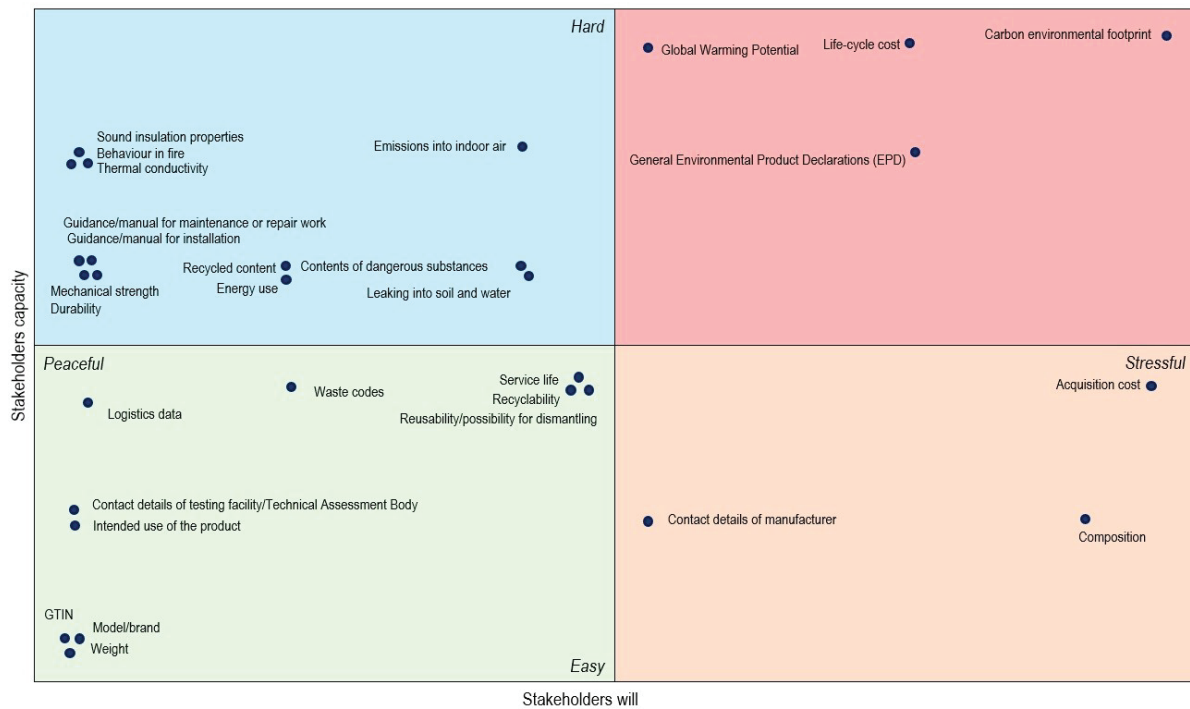 Hard
Global Warming Potential
Life-cycle cost
Carbon environmental footprint
Sound insulation properties
Behaviour in fire
Thermal conductivity
Emissions into indoor air
General Environmental Product Declarations (EPD)
Guidance/manual for maintenance or repair work
Guidance/manual for installation
Recycled content
Contents of dangerous substances
Energy use
Leaking into soil and water
Mechanical strength
Durability
Stakeholders capacity
Peaceful
Stressful
Service life
Waste codes
Recyclability
Acquisition cost
Logistics data
Reusability/possibility for dismantling
Contact details of testing facility/Technical Assessment Body
Intended use of the product
Contact details of manufacturer
Composition
GTIN
Model/brand
Weight
Easy
Stakeholders will